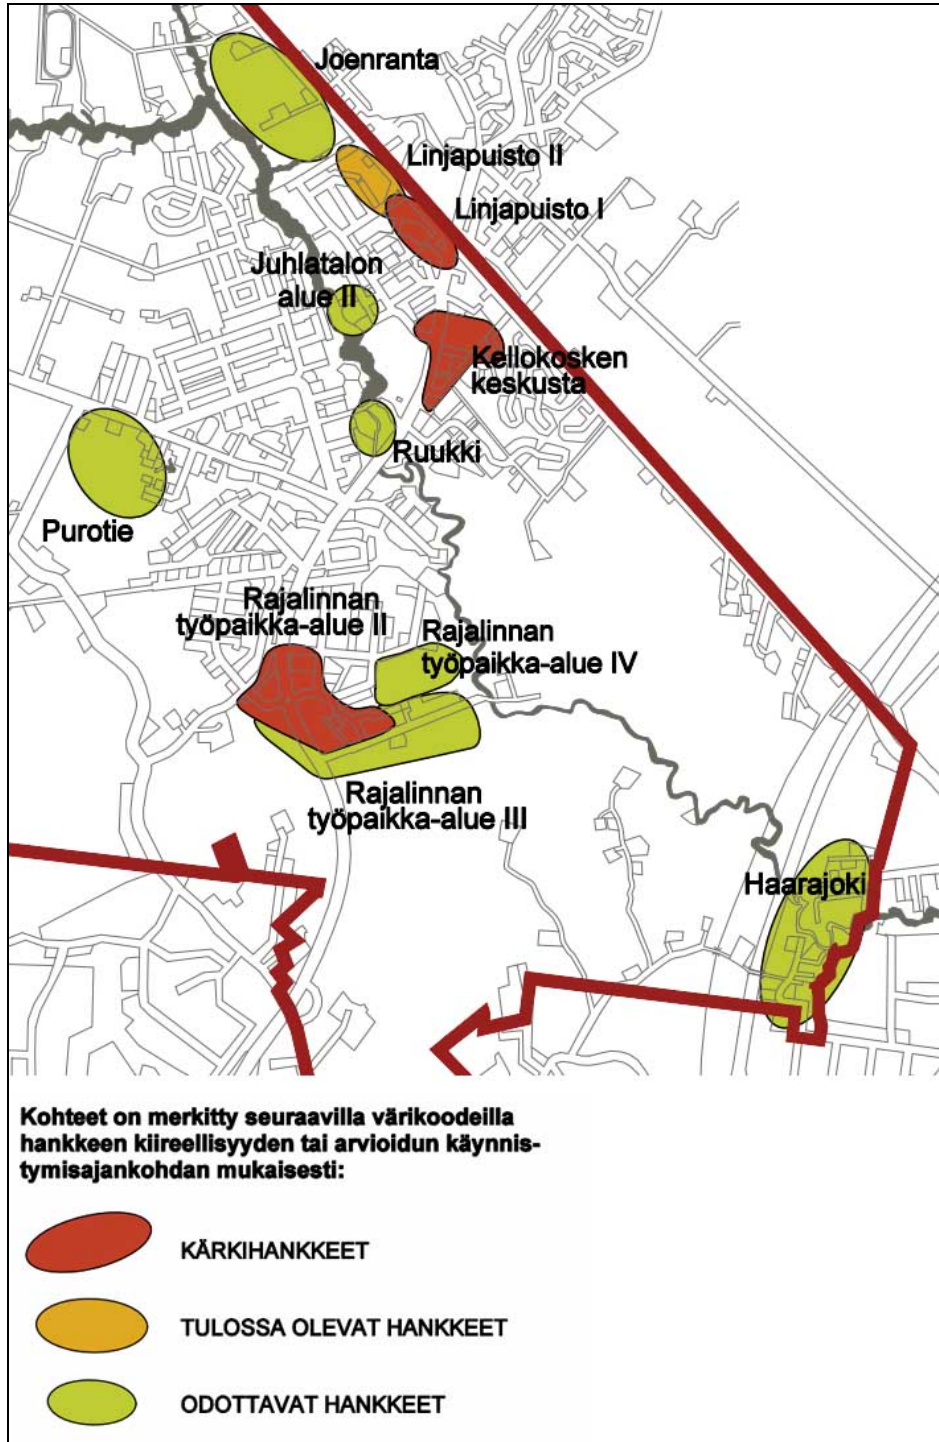 Joenranta
Linjapuisto II
Linjapuisto I
Juhlatalon
alue II
Kellokosken
keskusta
Ruukki
Purotie
Rajalinnan
työpaikka-alue II
Rajalinnan
työpaikka-alue IV
Rajalinnan
työpaikka-alue III
Haarajoki
Kohteet on merkitty seuraavilla värikoodeilla
hankkeen kiireellisyyden tai arvioidun käynnis-
tymisajankohdan mukaisesti:
KÄRKIHANKKEET
TULOSSA OLEVAT HANKKEET
ODOTTAVAT HANKKEET